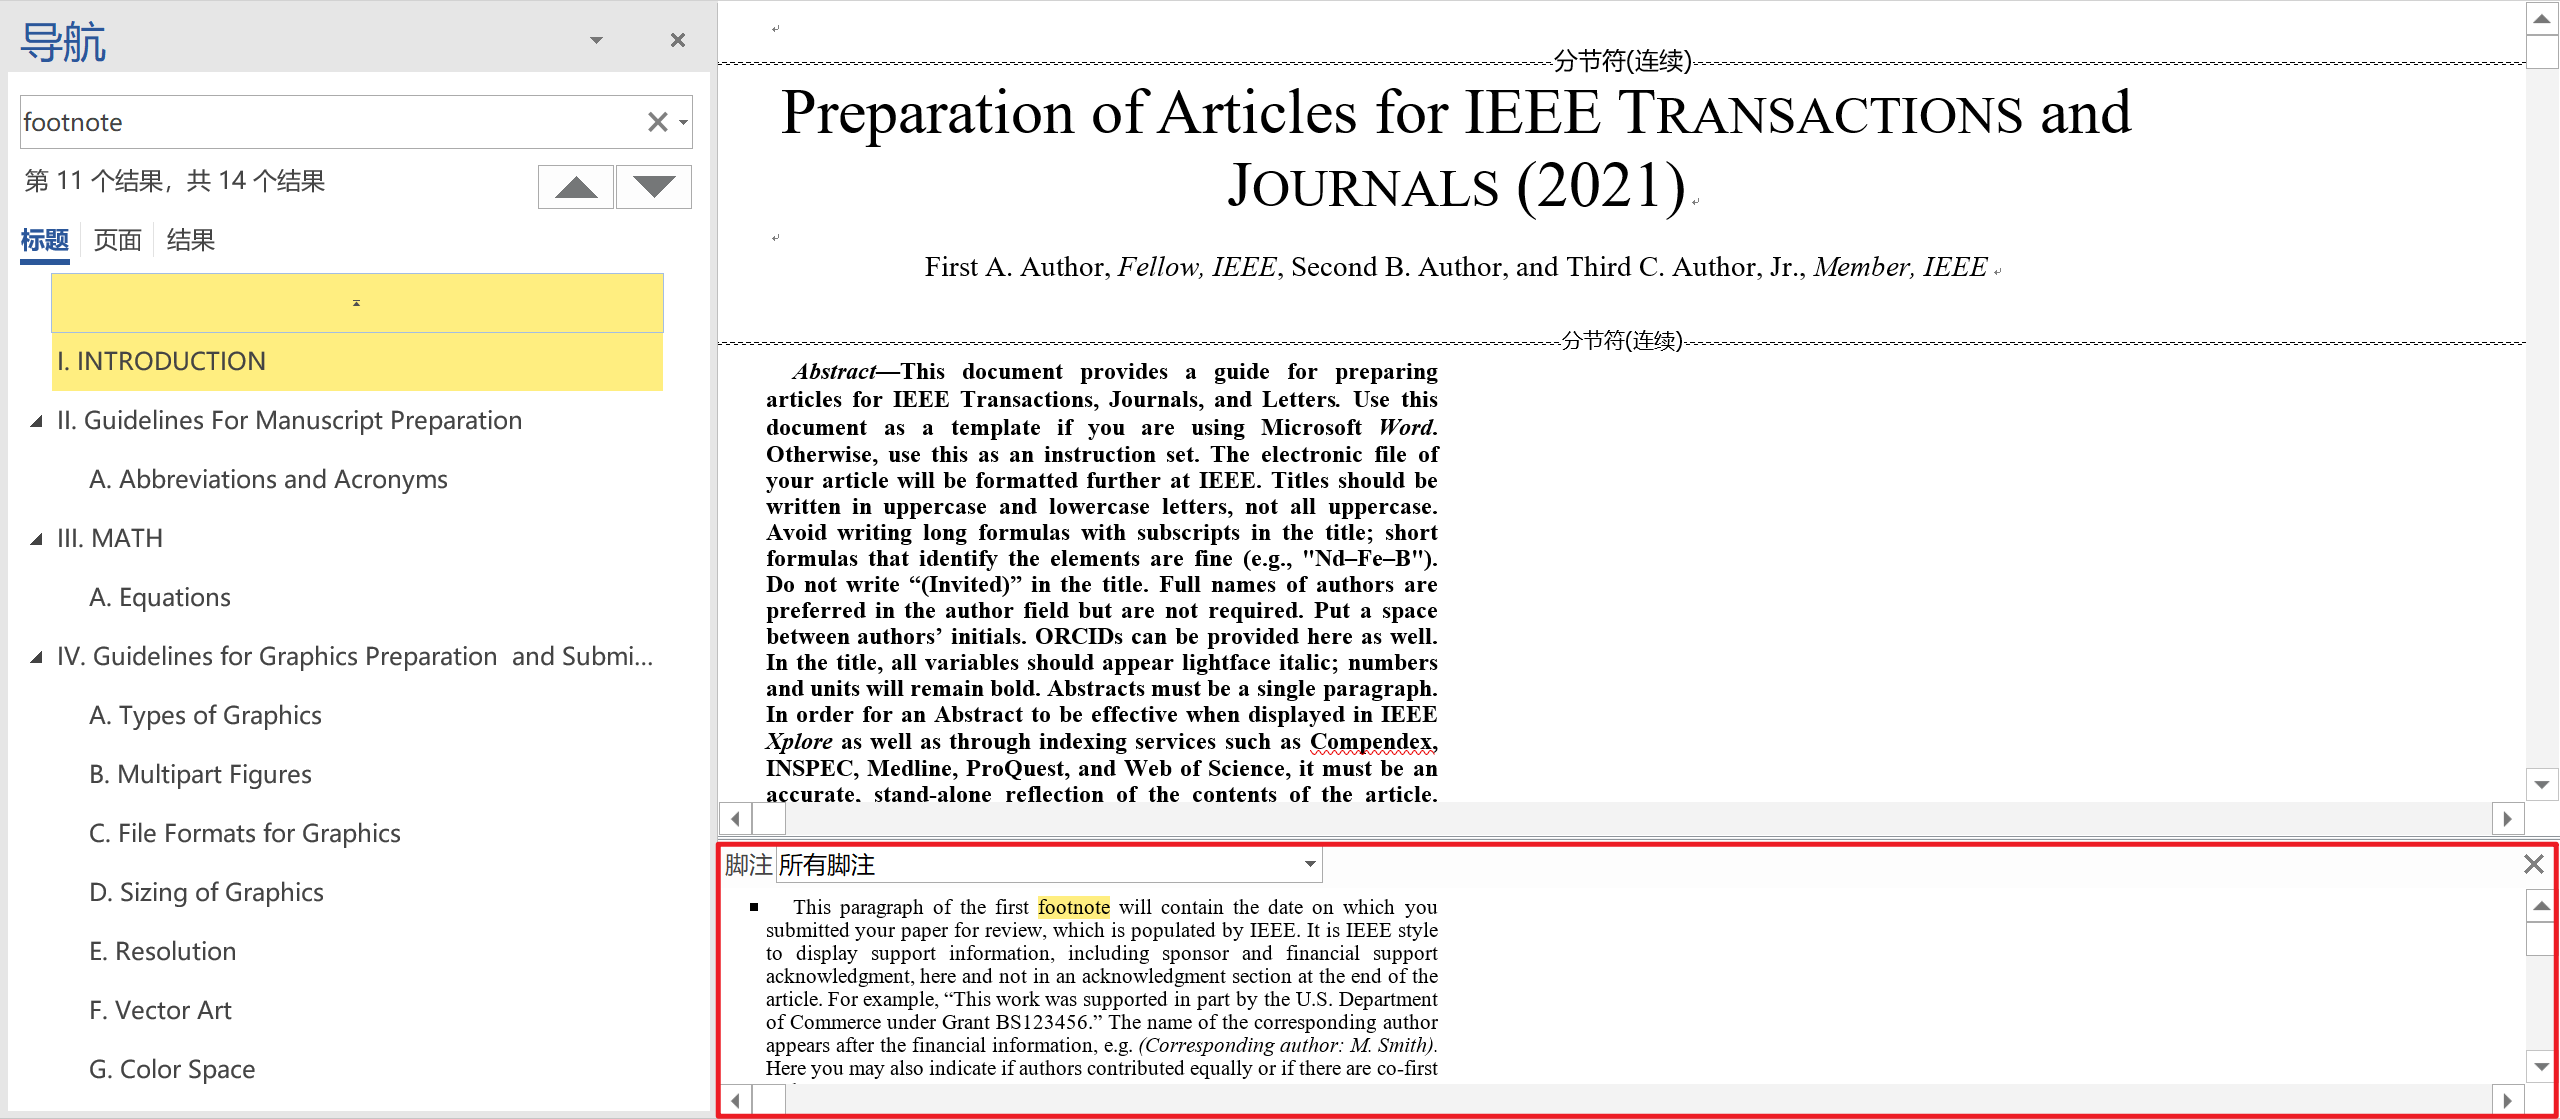 导航
footnote
第 11 个结果，共 14 个结果
标题 页面 结果
I. INTRODUCTION
II. Guidelines For Manuscript Preparation
A. Abbreviations and Acronyms
III. MATH
A. Equations
IV. Guidelines for Graphics Preparation  and Submi...
A. Types of Graphics
B. Multipart Figures
C. File Formats for Graphics
D. Sizing of Graphics
E. Resolution
F. Vector Art
G. Color Space
分节符(连续)
Preparation of Articles for IEEE TRANSACTIONS and
JOURNALS (2021)
First A. Author, Fellow, IEEE, Second B. Author, and Third C. Author, Jr., Member, IEEE
分节符(连续)
Abstract—This document provides a guide for preparing
articles for IEEE Transactions, Journals, and Letters. Use this
document as a template if you are using Microsoft Word.
Otherwise, use this as an instruction set. The electronic file of
your article will be formatted further at IEEE. Titles should be
written in uppercase and lowercase letters, not all uppercase.
Avoid writing long formulas with subscripts in the title; short
formulas that identify the elements are fine (e.g., "Nd–Fe–B").
Do not write “(Invited)” in the title. Full names of authors are
preferred in the author field but are not required. Put a space
between authors’ initials. ORCIDs can be provided here as well.
In the title, all variables should appear lightface italic; numbers
and units will remain bold. Abstracts must be a single paragraph.
In order for an Abstract to be effective when displayed in IEEE
Xplore as well as through indexing services such as Compendex,
INSPEC, Medline, ProQuest, and Web of Science, it must be an
accurate, stand-alone reflection of the contents of the article.
脚注 所有脚注
This paragraph of the first footnote will contain the date on which you
submitted your paper for review, which is populated by IEEE. It is IEEE style
to display support information, including sponsor and financial support
acknowledgment, here and not in an acknowledgment section at the end of the
article. For example, “This work was supported in part by the U.S. Department
of Commerce under Grant BS123456.” The name of the corresponding author
appears after the financial information, e.g. (Corresponding author: M. Smith).
Here you may also indicate if authors contributed equally or if there are co-first